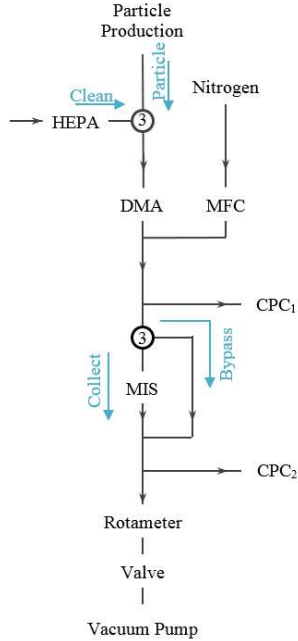 Particle
Production
Particle
Clean
Nitrogen
HEPA
3
DMA
MFC
CPC₁
3
Bypass
Collect
MIS
CPC₂
Rotameter
Valve
Vacuum Pump